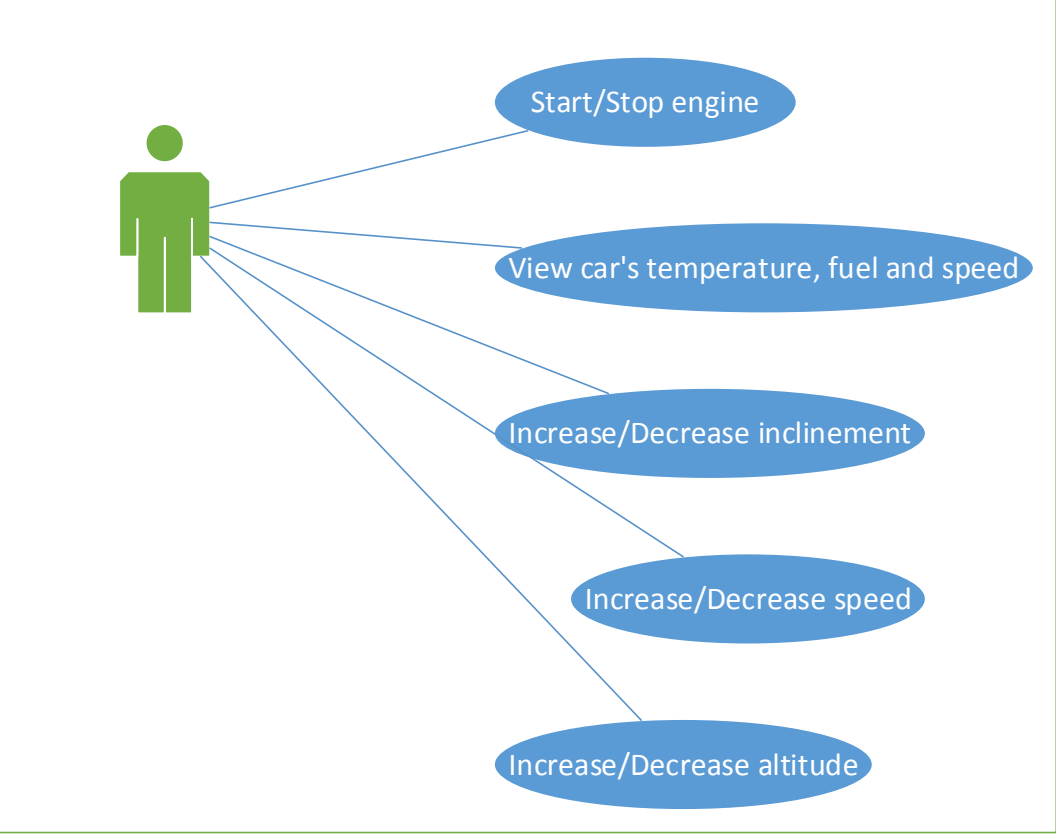 Start/Stop engine
View car's temperature, fuel and speed
Increase/Decrease inclinement
Increase/Decrease speed
Increase/Decrease altitude